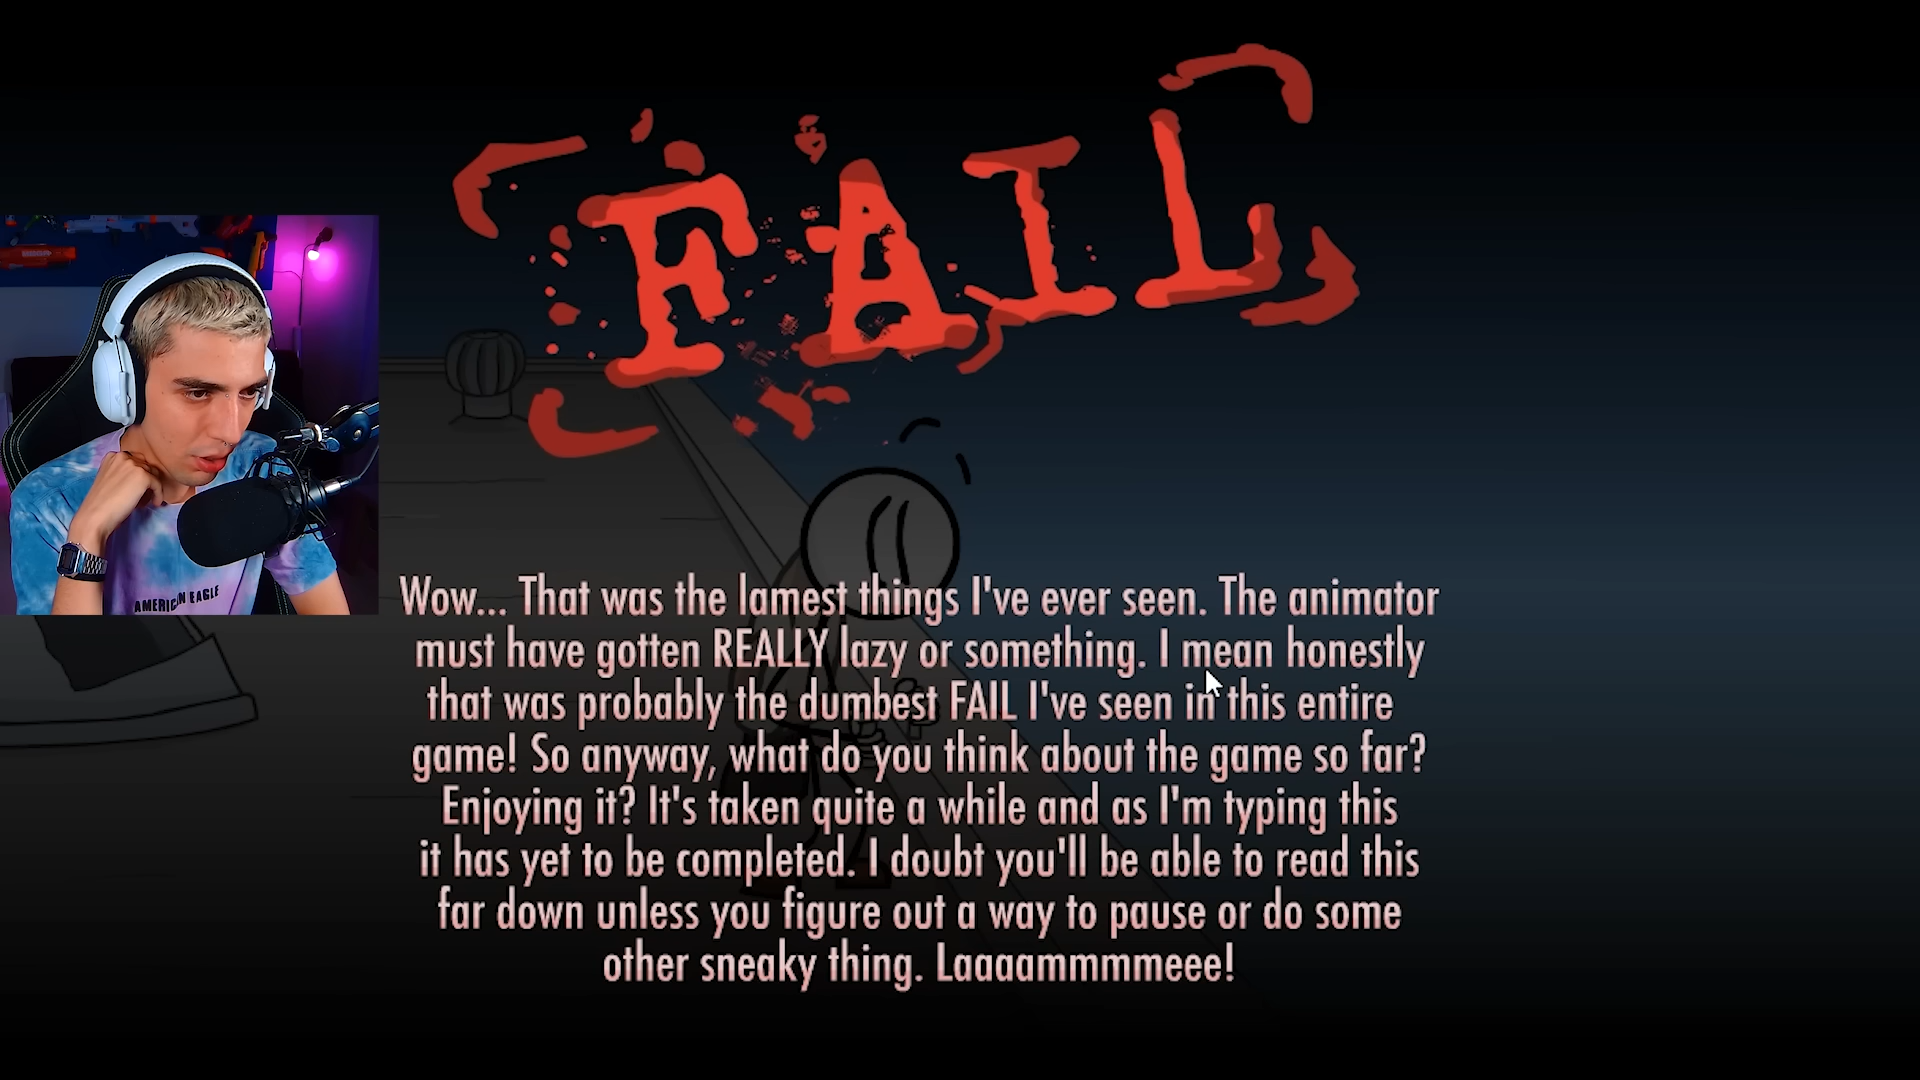 FAIL
AMERICAN EAGLE
Wow... That was the lamest things I've ever seen. The animator
must have gotten REALLY lazy or something. I mean honestly
that was probably the dumbest FAIL I've seen in this entire
game! So anyway, what do you think about the game so far?
Enjoying it? It's taken quite a while and as I'm typing this
it has yet to be completed. I doubt you'll be able to read this
far down unless you figure out a way to pause or do some
other sneaky thing. Laaaammmmeee!